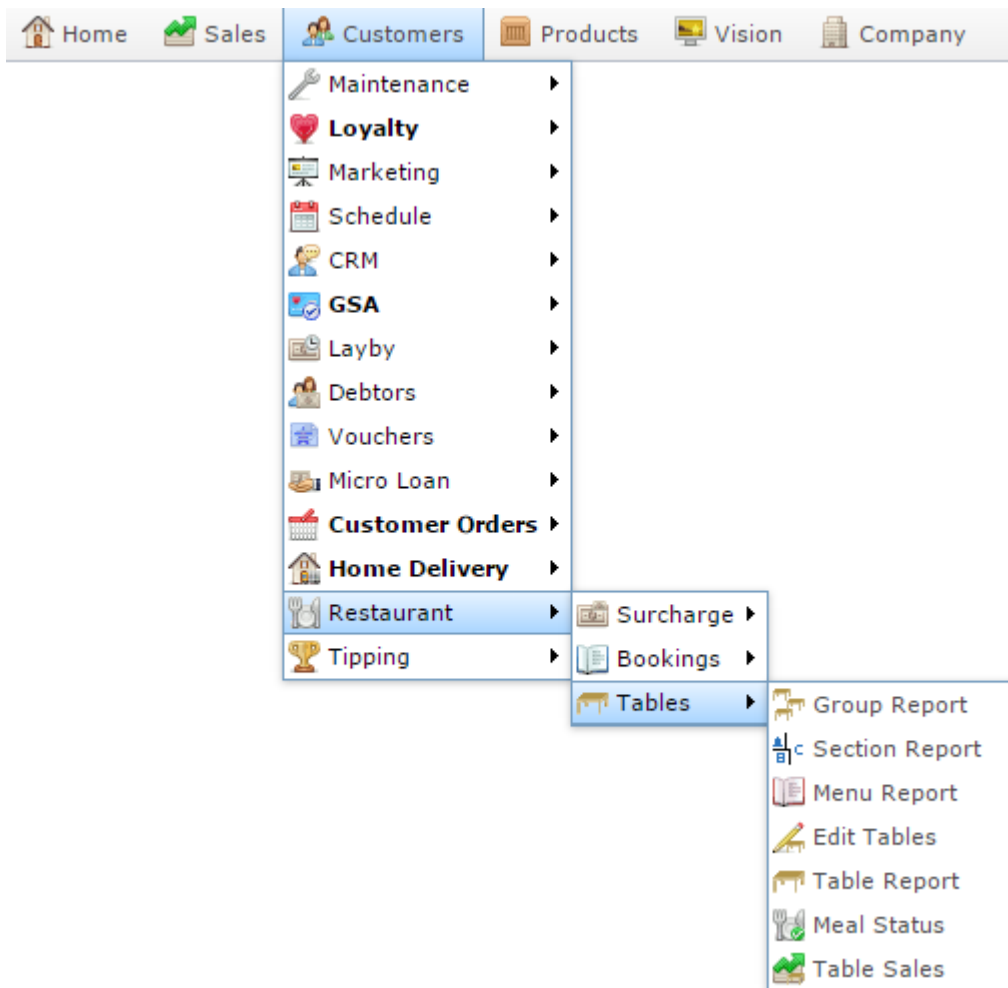 Home Sales Customers Products Vision Company
Maintenance
Loyalty
Marketing
Schedule
CRM
GSA
Layby
Debtors
Vouchers
Micro Loan
Customer Orders
Home Delivery
Restaurant
Tipping
Surcharge
Bookings
Tables
Group Report
Section Report
Menu Report
Edit Tables
Table Report
Meal Status
Table Sales